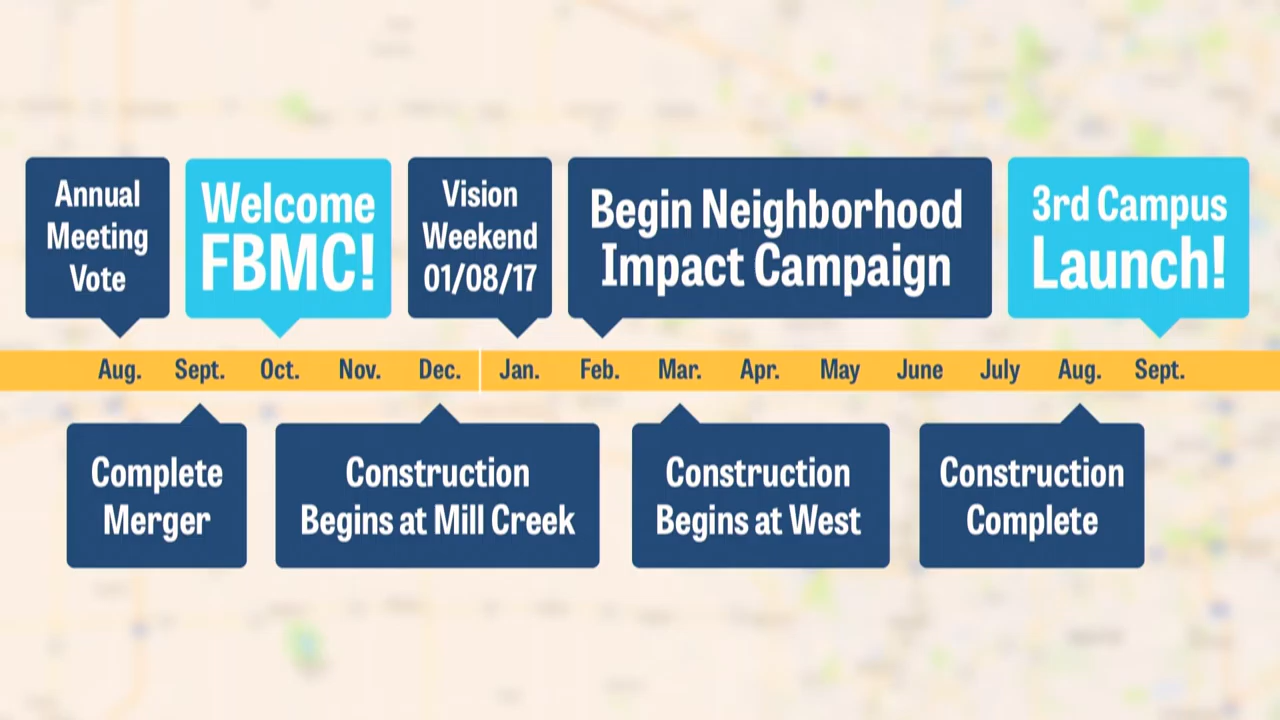 Annual
Meeting
Vote
Welcome
FBMC!
Vision
Weekend
01/08/17
Begin Neighborhood
Impact Campaign
3rd Campus
Launch!
Aug. Sept. Oct. Nov. Dec. Jan. Feb. Mar. Apr. May June July Aug. Sept.
Complete
Merger
Construction
Begins at Mill Creek
Construction
Begins at West
Construction
Complete